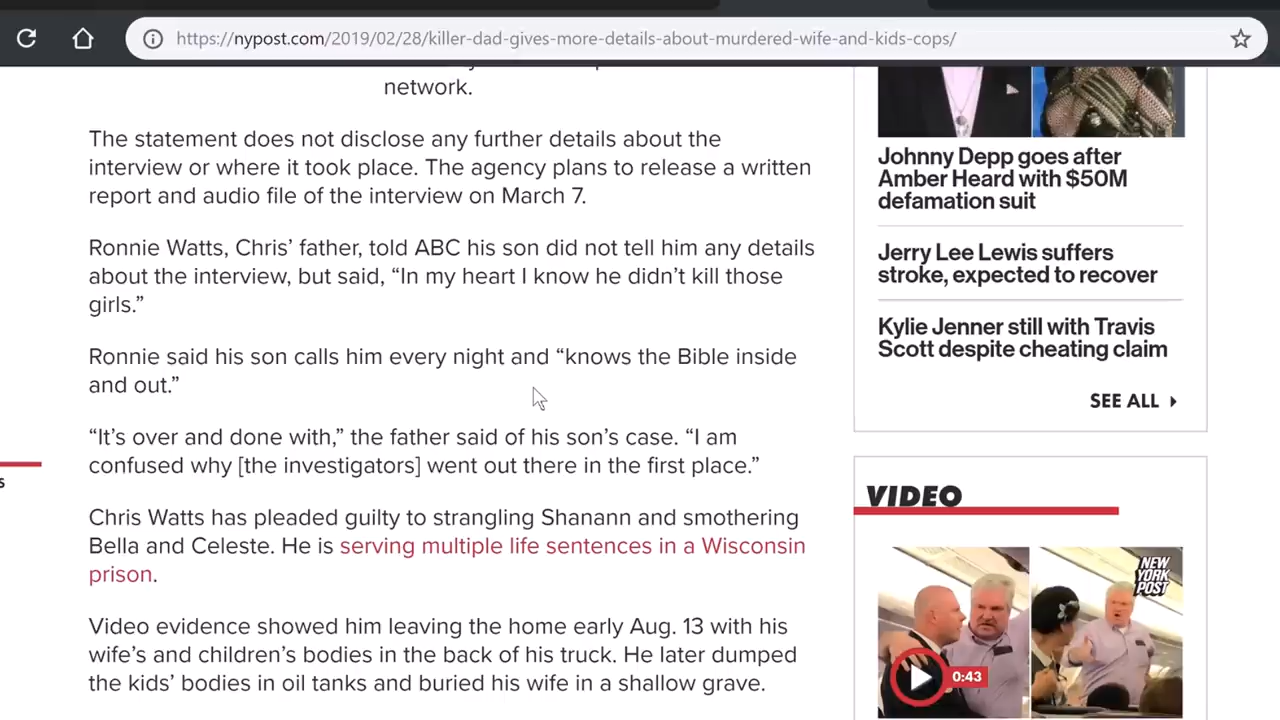 https://nypost.com/2019/02/28/killer-dad-gives-more-details-about-murdered-wife-and-kids-cops/
network.
The statement does not disclose any further details about the
interview or where it took place. The agency plans to release a written
report and audio file of the interview on March 7.
Ronnie Watts, Chris’ father, told ABC his son did not tell him any details
about the interview, but said, “In my heart I know he didn’t kill those
girls.”
Ronnie said his son calls him every night and “knows the Bible inside
and out.”
“It’s over and done with,” the father said of his son’s case. “I am
confused why [the investigators] went out there in the first place.”
Chris Watts has pleaded guilty to strangling Shanann and smothering
Bella and Celeste. He is serving multiple life sentences in a Wisconsin
prison.
Video evidence showed him leaving the home early Aug. 13 with his
wife’s and children’s bodies in the back of his truck. He later dumped
the kids’ bodies in oil tanks and buried his wife in a shallow grave.
Johnny Depp goes after
Amber Heard with $50M
defamation suit
Jerry Lee Lewis suffers
stroke, expected to recover
Kylie Jenner still with Travis
Scott despite cheating claim
SEE ALL
VIDEO
NEW
YORK
POST
0:43